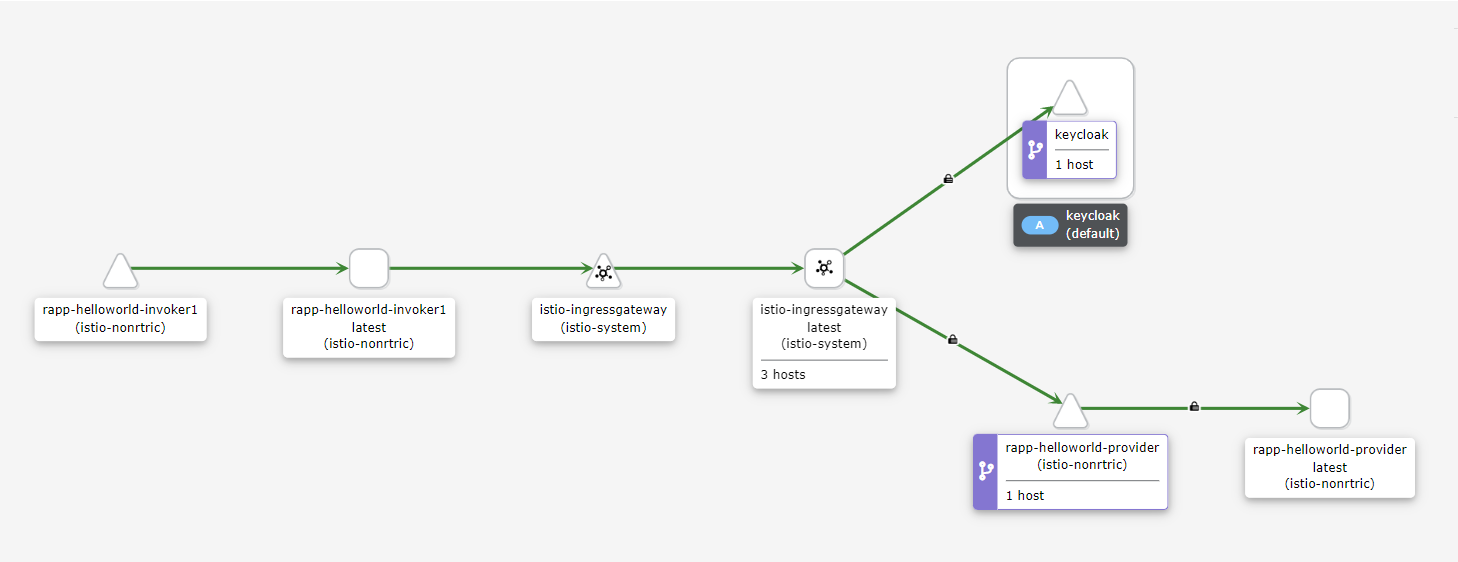 keycloak
1 host
A
keycloak
(default)
rapp-helloworld-invoker1
(istio-nonrtric)
rapp-helloworld-invoker1
latest
(istio-nonrtric)
istio-ingressgateway
(istio-system)
istio-ingressgateway
latest
(istio-system)
3 hosts
rapp-helloworld-provider
(istio-nonrtric)
1 host
rapp-helloworld-provider
latest
(istio-nonrtric)